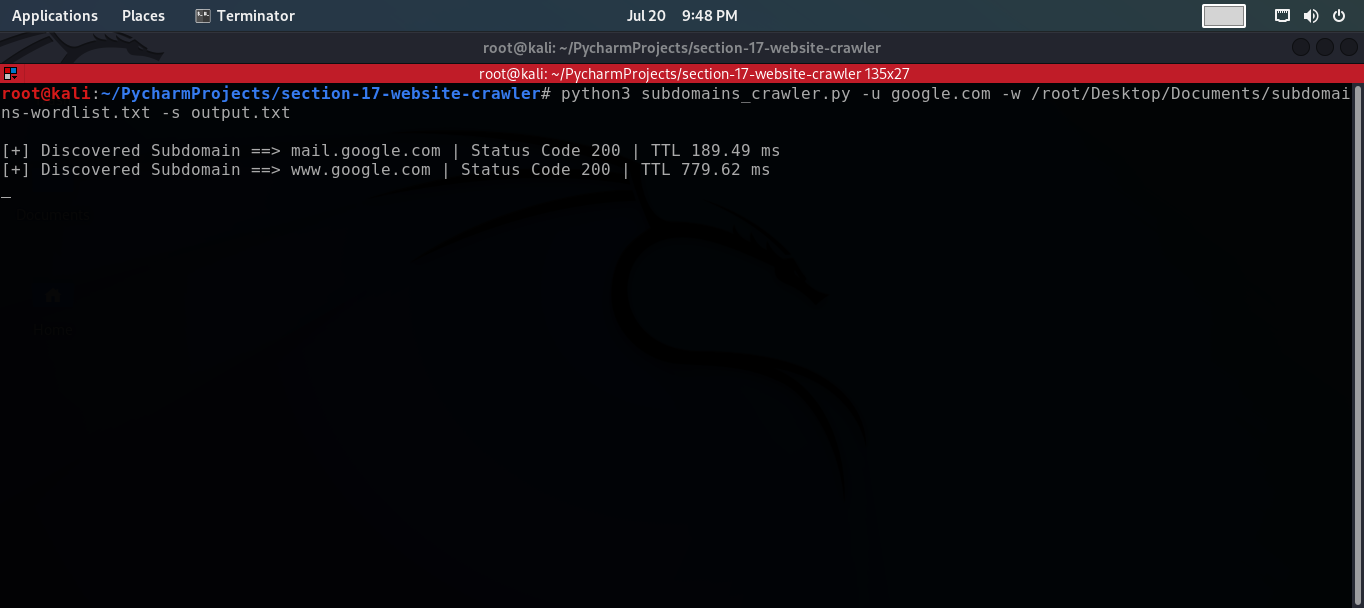 Applications Places Terminator Jul 20 9:48 PM
root@kali: ~/PycharmProjects/section-17-website-crawler
root@kali: ~/PycharmProjects/section-17-website-crawler 135x27
root@kali:~/PycharmProjects/section-17-website-crawler# python3 subdomains_crawler.py -u google.com -w /root/Desktop/Documents/subdomai
ns-wordlist.txt -s output.txt
[+] Discovered Subdomain ==> mail.google.com | Status Code 200 | TTL 189.49 ms
[+] Discovered Subdomain ==> www.google.com | Status Code 200 | TTL 779.62 ms
_
Documents